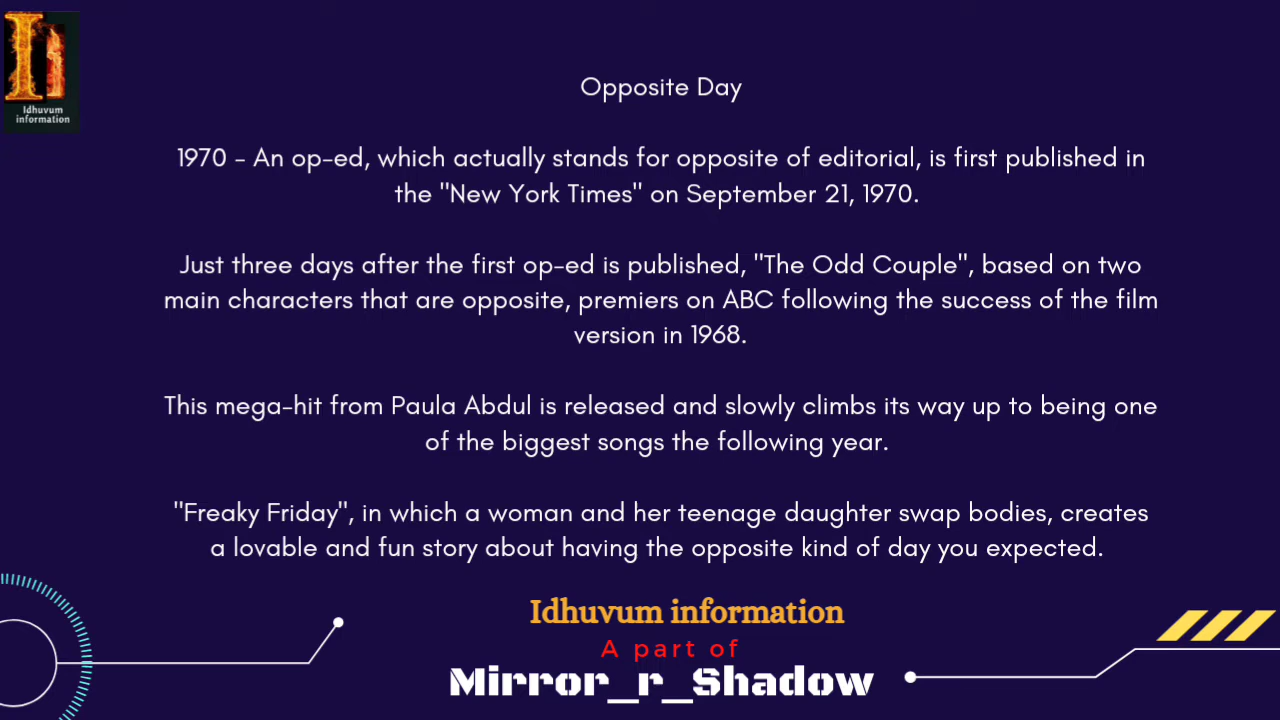 Idhuvum
information
Opposite Day
1970 - An op-ed, which actually stands for opposite of editorial, is first published in
the "New York Times" on September 21, 1970.
Just three days after the first op-ed is published, "The Odd Couple", based on two
main characters that are opposite, premiers on ABC following the success of the film
version in 1968.
This mega-hit from Paula Abdul is released and slowly climbs its way up to being one
of the biggest songs the following year.
"Freaky Friday", in which a woman and her teenage daughter swap bodies, creates
a lovable and fun story about having the opposite kind of day you expected.
Idhuvum information
A part of
Mirror_r_Shadow